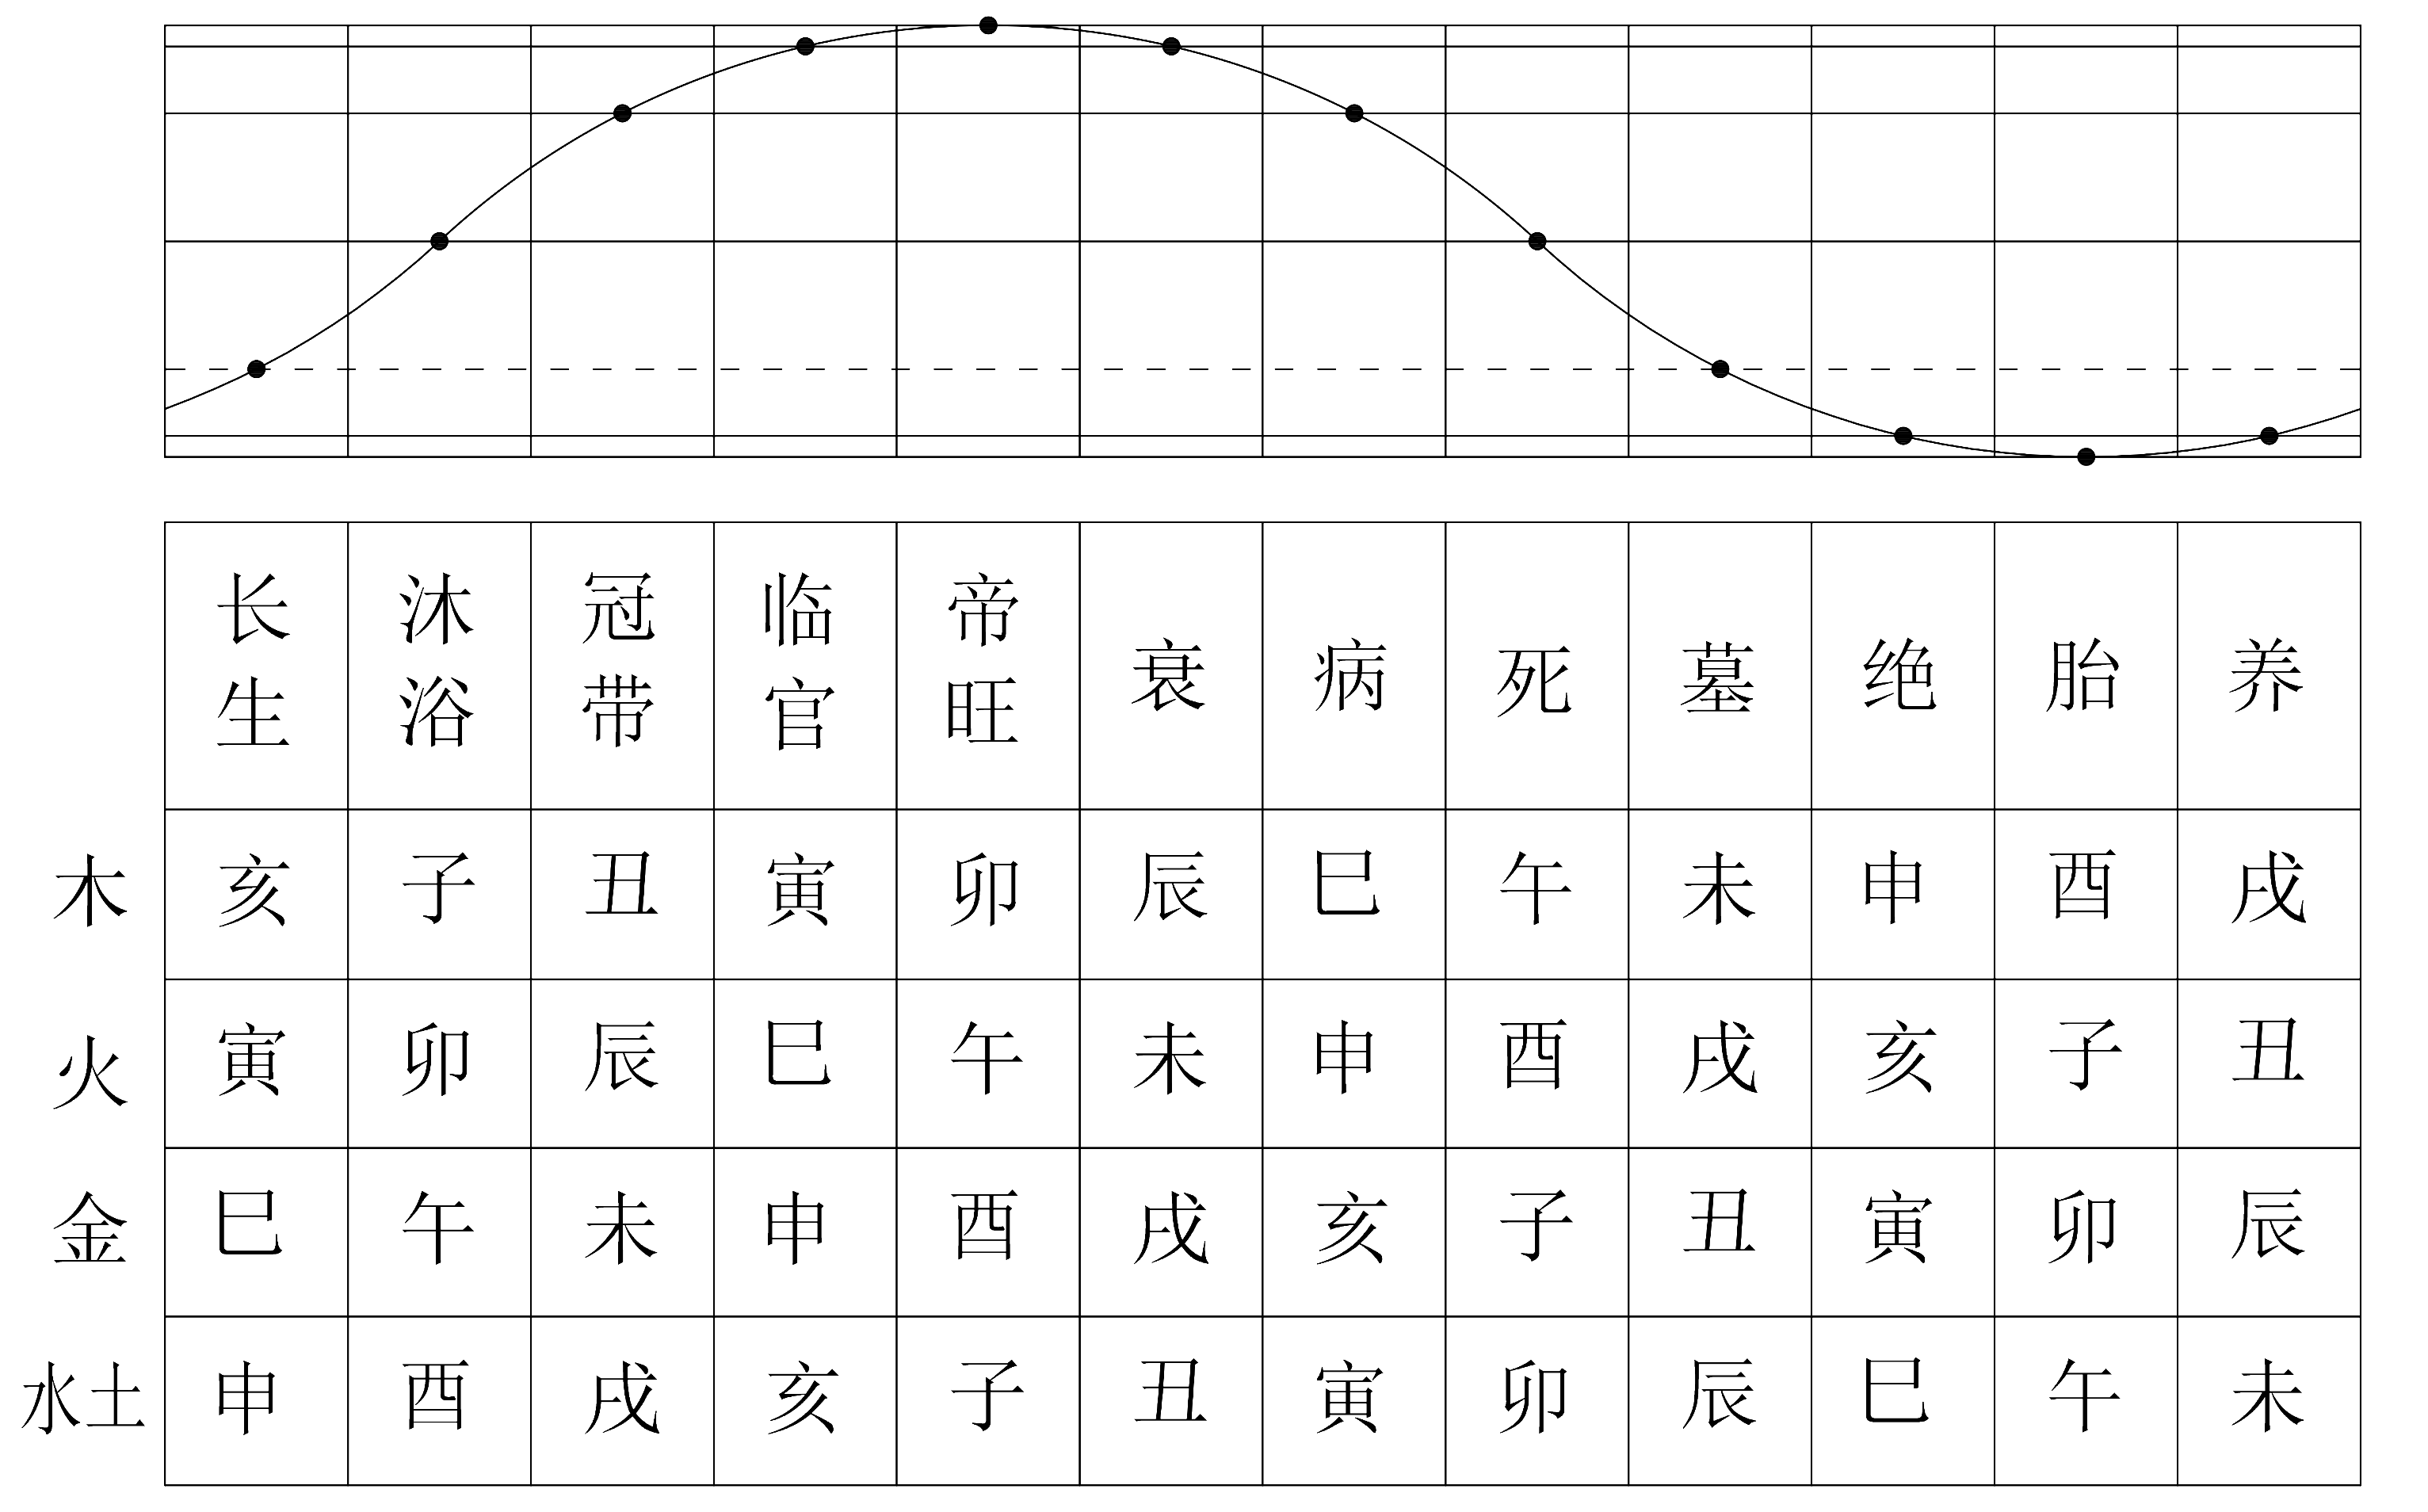 长生 沐浴 冠带 临官 帝旺 衰 病 死 墓 绝 胎 养
木 亥 子 丑 寅 卯 辰 巳 午 未 申 酉 戌
火 寅 卯 辰 巳 午 未 申 酉 戌 亥 子 丑
金 巳 午 未 申 酉 戌 亥 子 丑 寅 卯 辰
水土 申 酉 戌 亥 子 丑 寅 卯 辰 巳 午 未